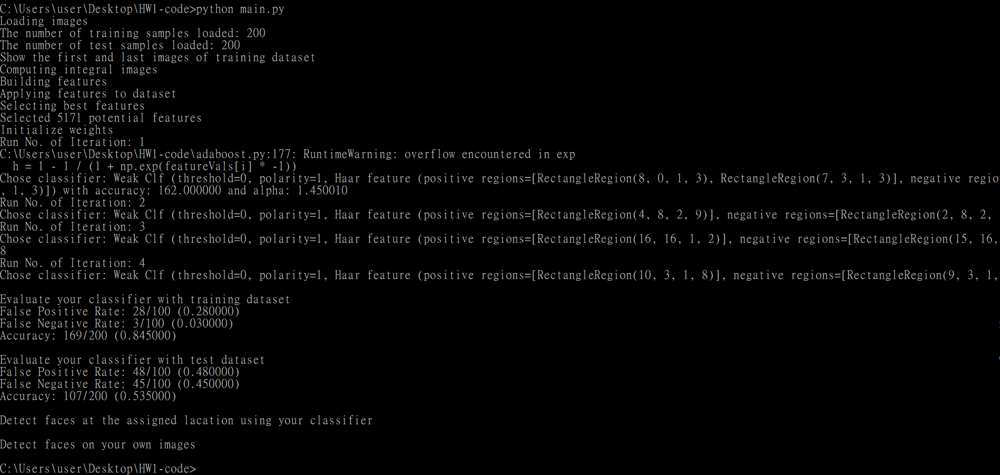 C:\Users\user\Desktop\HW1-code>python main.py
Loading images
The number of training samples loaded: 200
The number of test samples loaded: 200
Show the first and last images of training dataset
Computing integral images
Building features
Applying features to dataset
Selecting best features
Selected 5171 potential features
Initialize weights
Run No. of Iteration: 1
C:\Users\user\Desktop\HW1-code\adaboost.py:177: RuntimeWarning: overflow encountered in exp
  h = 1 - 1 / (1 + np.exp(featureVals[i] * -1))
Chose classifier: Weak Clf (threshold=0, polarity=1, Haar feature (positive regions=[RectangleRegion(8, 0, 1, 3), RectangleRegion(7, 3, 1, 3)], negative regio
, 1, 3)]) with accuracy: 162.000000 and alpha: 1.450010
Run No. of Iteration: 2
Chose classifier: Weak Clf (threshold=0, polarity=1, Haar feature (positive regions=[RectangleRegion(4, 8, 2, 9)], negative regions=[RectangleRegion(2, 8, 2,
Run No. of Iteration: 3
Chose classifier: Weak Clf (threshold=0, polarity=1, Haar feature (positive regions=[RectangleRegion(16, 16, 1, 2)], negative regions=[RectangleRegion(15, 16,
8
Run No. of Iteration: 4
Chose classifier: Weak Clf (threshold=0, polarity=1, Haar feature (positive regions=[RectangleRegion(10, 3, 1, 8)], negative regions=[RectangleRegion(9, 3, 1,

Evaluate your classifier with training dataset
False Positive Rate: 28/100 (0.280000)
False Negative Rate: 3/100 (0.030000)
Accuracy: 169/200 (0.845000)

Evaluate your classifier with test dataset
False Positive Rate: 48/100 (0.480000)
False Negative Rate: 45/100 (0.450000)
Accuracy: 107/200 (0.535000)

Detect faces at the assigned lacation using your classifier

Detect faces on your own images

C:\Users\user\Desktop\HW1-code>